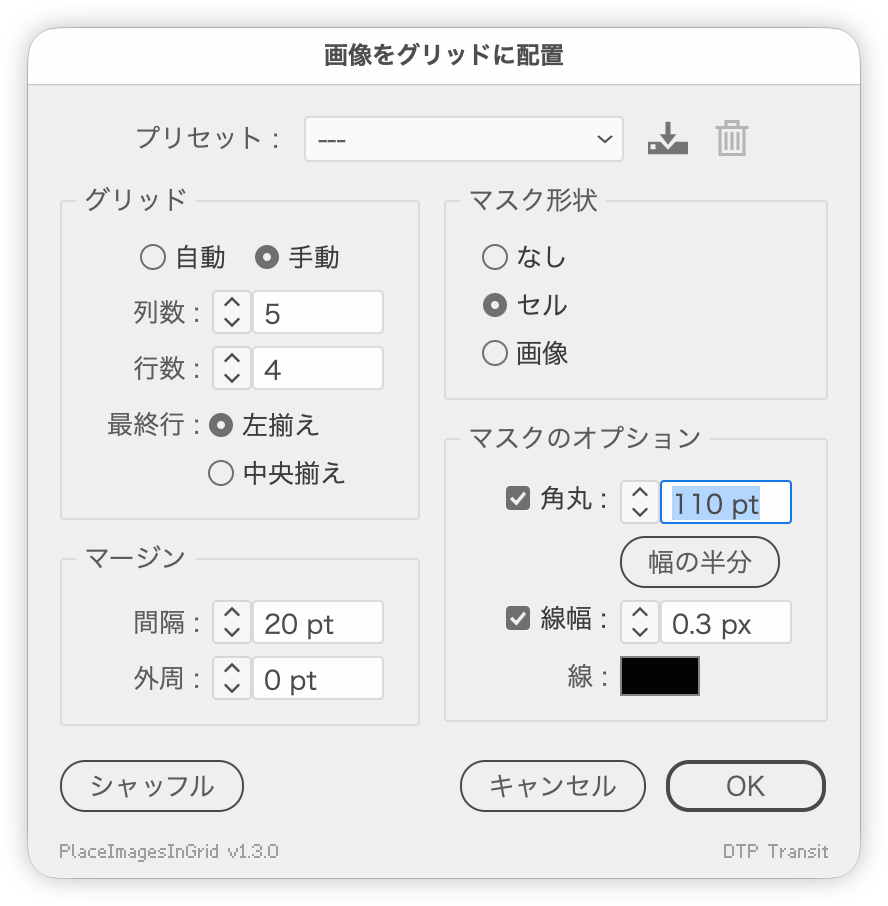 画像をグリッドに配置
プリセット：
---
グリッド
自動 手動
列数： 5
行数： 4
最終行： 左揃え
中央揃え
マージン
間隔： 20 pt
外周： 0 pt
マスク形状
なし
セル
画像
マスクのオプション
角丸： 110 pt
幅の半分
線幅： 0.3 px
線：
シャッフル
キャンセル
OK
PlaceImagesInGrid v1.3.0
DTP Transit